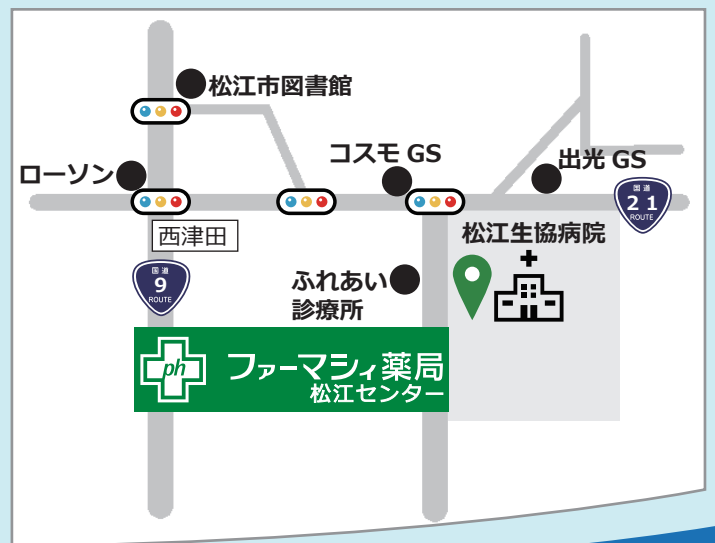 松江市図書館
コスモ GS
出光 GS
ローソン
国道
21
ROUTE
西津田
松江生協病院
国道
9
ROUTE
ふれあい
診療所
ph
ファーマシィ薬局
松江センター